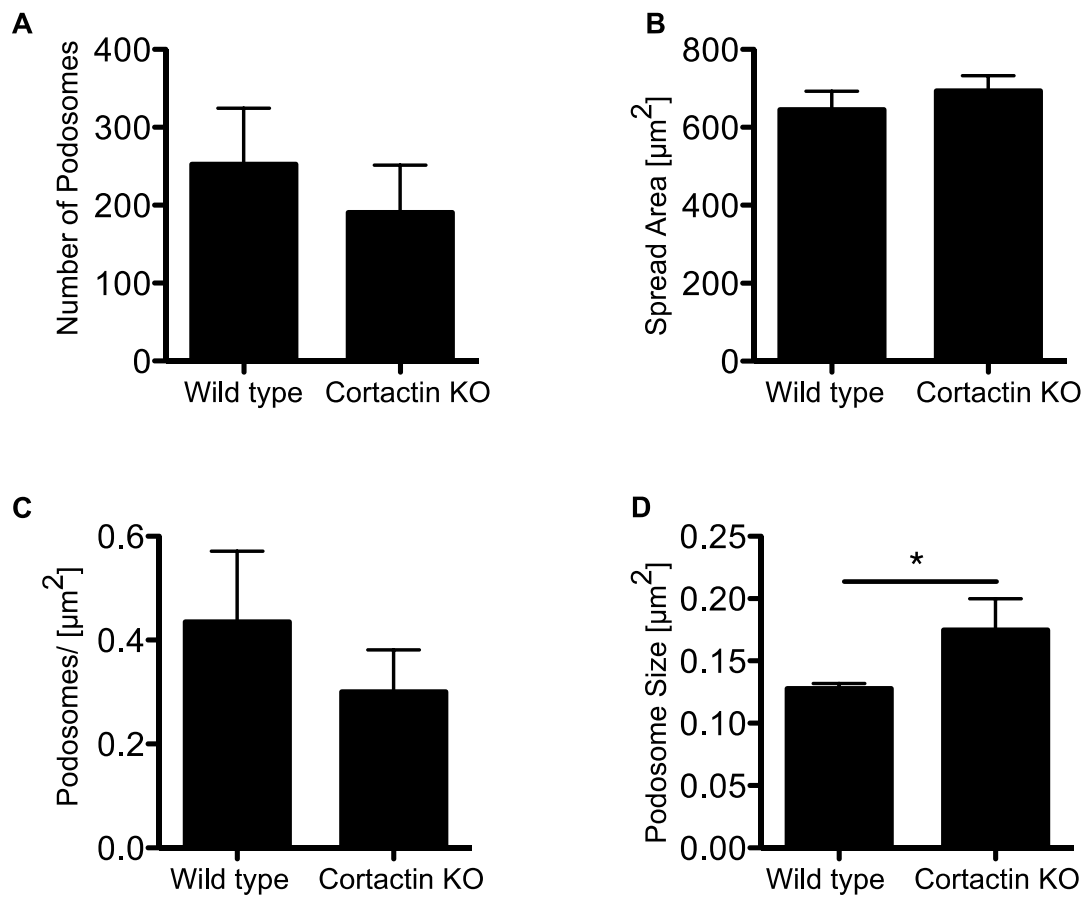 A
Number of Podosomes
400
300
200
100
0
Wild type
Cortactin KO
B
Spread Area [µm²]
800
600
400
200
0
Wild type
Cortactin KO
C
Podosomes/ [µm²]
0.6
0.4
0.2
0.0
Wild type
Cortactin KO
D
Podosome Size [µm²]
0.25
0.20
0.15
0.10
0.05
0.00
*
Wild type
Cortactin KO